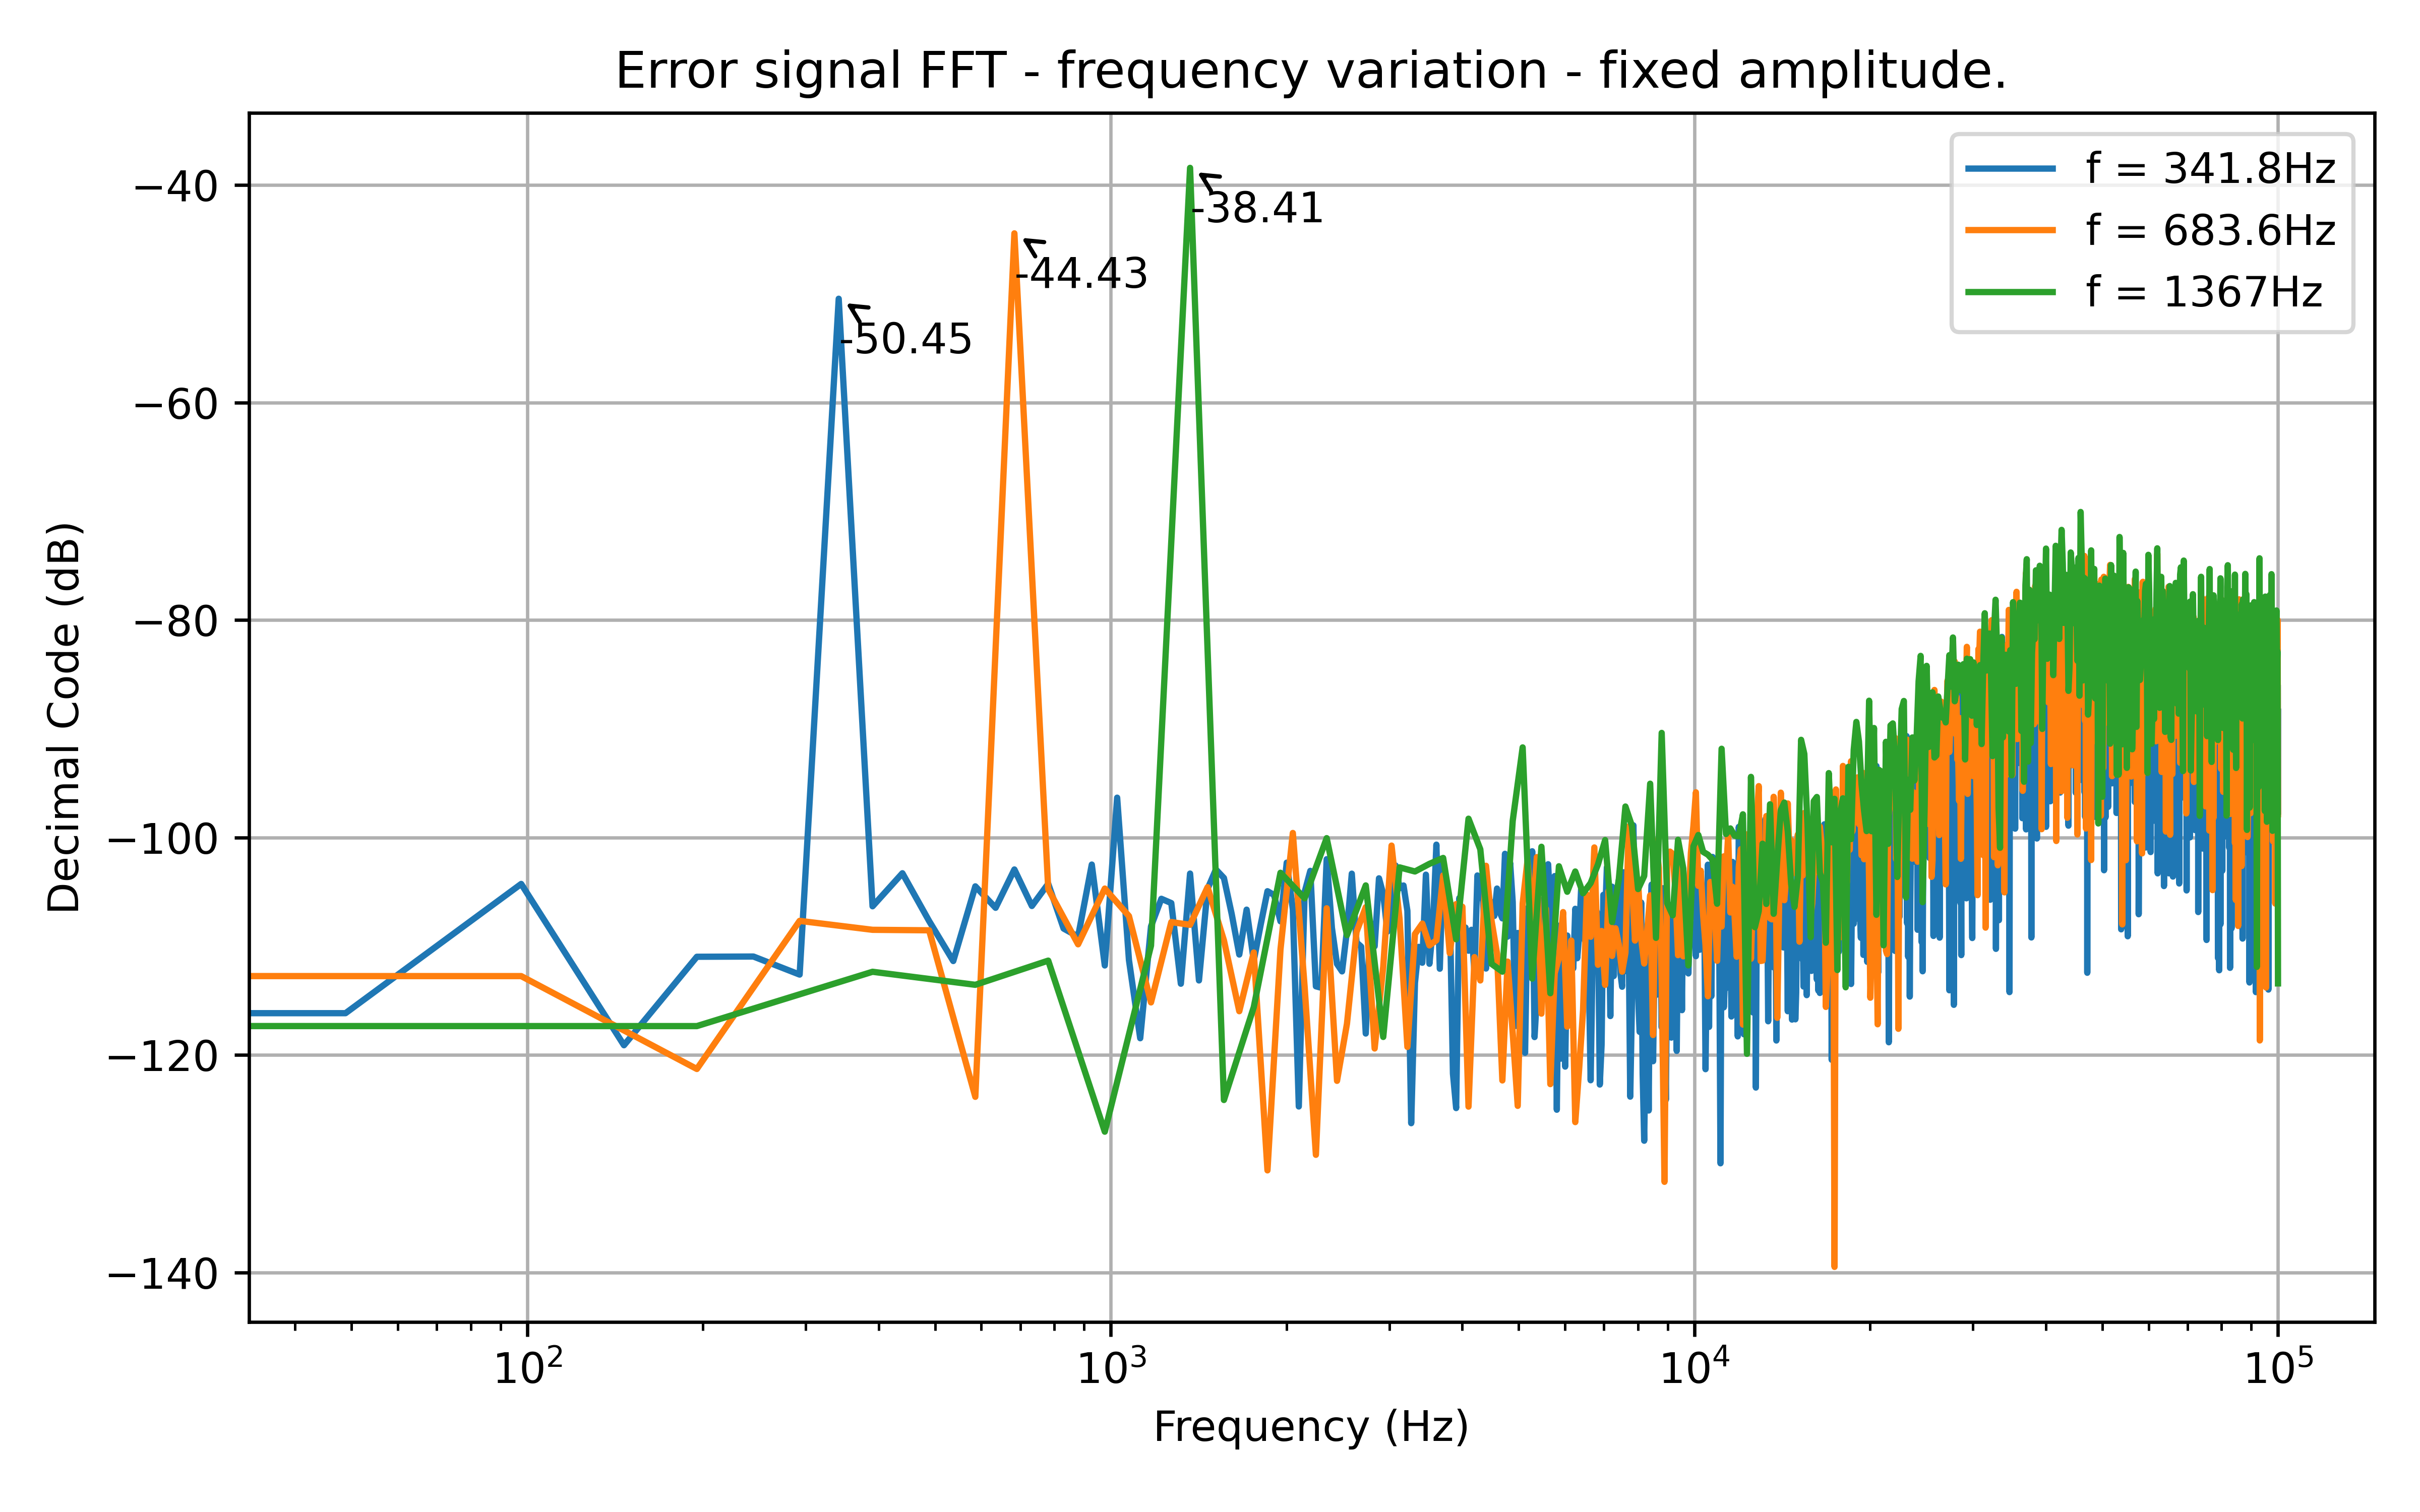 Error signal FFT - frequency variation - fixed amplitude.
f = 341.8Hz
f = 683.6Hz
f = 1367Hz
-38.41
-44.43
-50.45
−40
−60
−80
−100
−120
−140
Decimal Code (dB)
10²
10³
10⁴
10⁵
Frequency (Hz)